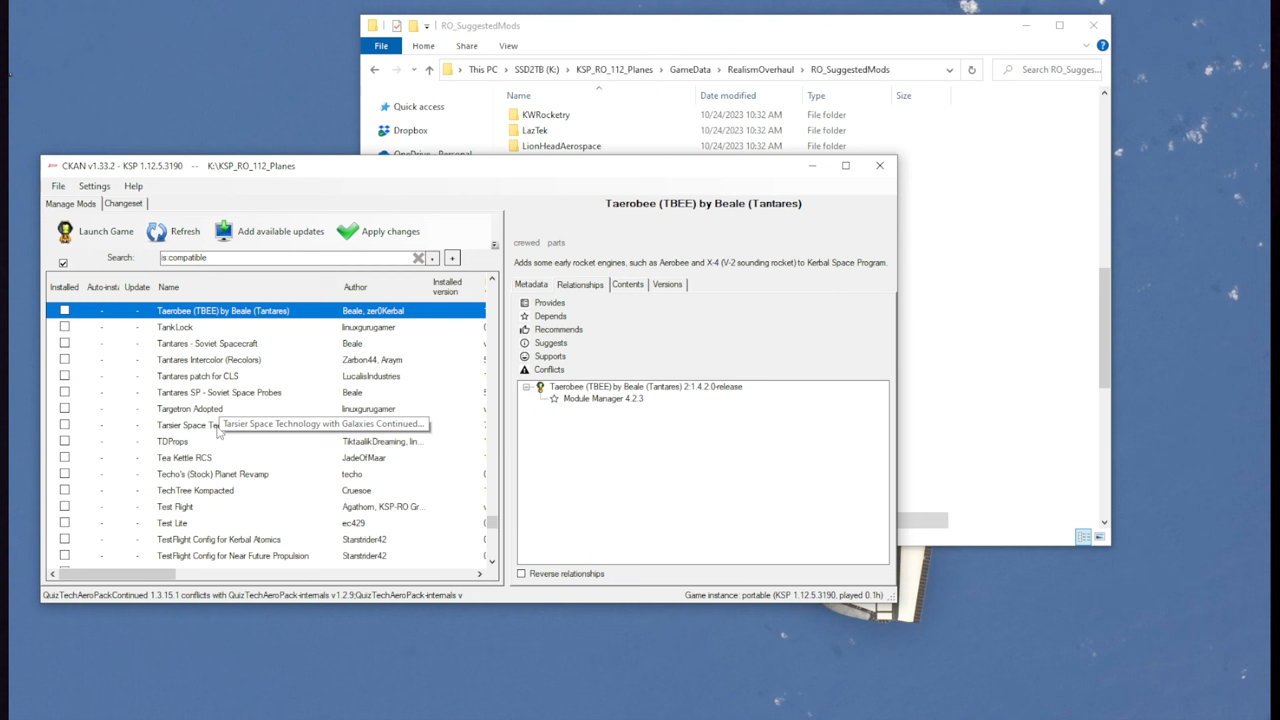 RO_SuggestedMods
File Home Share View
This PC SSD2TB (K:) KSP_RO_112_Planes GameData RealismOverhaul RO_SuggestedMods Search RO_Sugges...
Name Date modified Type Size
Quick access
Dropbox
OneDrive - Personal
KWRocketry 10/24/2023 10:32 AM File folder
LazTek 10/24/2023 10:32 AM File folder
LionHeadAerospace 10/24/2023 10:32 AM File folder
CKAN v1.33.2 - KSP 1.12.5.3190 -- K:\KSP_RO_112_Planes
File Settings Help
Manage Mods Changeset
Launch Game Refresh Add available updates Apply changes
Search: is:compatible
Installed Auto-inst Update Name Author Installed version
Taerobee (TBEE) by Beale (Tantares) Beale, zer0Kerbal
TankLock linuxgurugamer
Tantares - Soviet Spacecraft Beale
Tantares Intercolor (Recolors) Zarbon44, Araym
Tantares patch for CLS LucalisIndustries
Tantares SP - Soviet Space Probes Beale
Targetron Adopted linuxgurugamer
Tarsier Space Te
Tarsier Space Technology with Galaxies Continued...
TDProps TiktaalikDreaming, lin...
Tea Kettle RCS JadeOfMaar
Techo's (Stock) Planet Revamp techo
TechTree Kompacted Cruesoe
Test Flight Agathorn, KSP-RO Gr...
Test Lite ec429
TestFlight Config for Kerbal Atomics Starstrider42
TestFlight Config for Near Future Propulsion Starstrider42
Taerobee (TBEE) by Beale (Tantares)
crewed parts
Adds some early rocket engines, such as Aerobee and X-4 (V-2 sounding rocket) to Kerbal Space Program.
Metadata Relationships Contents Versions
Provides
Depends
Recommends
Suggests
Supports
Conflicts
Taerobee (TBEE) by Beale (Tantares) 2:1.4.2.0-release
Module Manager 4.2.3
Reverse relationships
QuizTechAeroPackContinued 1.3.15.1 conflicts with QuizTechAeroPack-internals v1.2.9;QuizTechAeroPack-internals v
Game instance: portable (KSP 1.12.5.3190, played 0.1h)